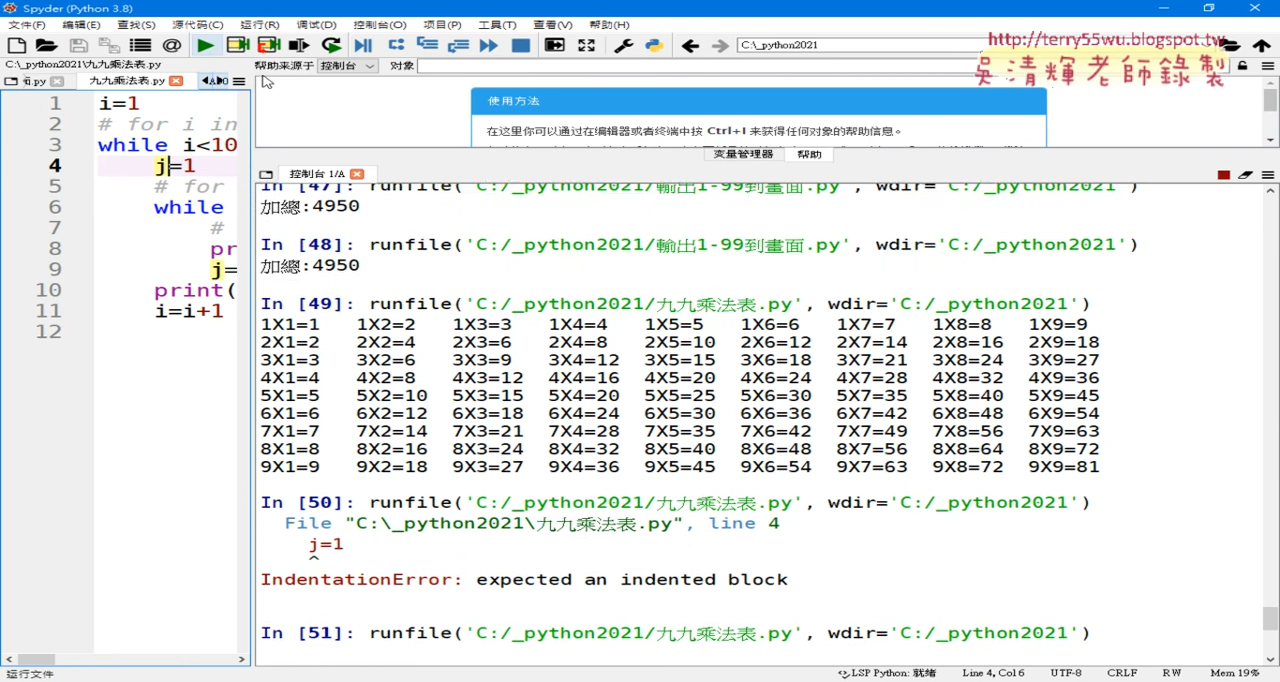 Spyder (Python 3.8)
文件(F) 编辑(E) 查找(S) 源代码(C) 运行(R) 调试(D) 控制台(O) 项目(P) 工具(T) 查看(V) 帮助(H)
C:\_python2021
http://terry55wu.blogspot.tw
吳清輝老師錄製
C:\_python2021\九九乘法表.py
帮助来源于 控制台 对象
九九乘法表.py
使用方法
在这里你可以通过在编辑器或者终端中按 Ctrl+I 来获得任何对象的帮助信息。
变量管理器 帮助
控制台 1/A
1 i=1
2 # for i in
3 while i<10
4 j=1
5 # for
6 while
7 #
8 pr
9 j=
10 print(
11 i=i+1
12
In [47]: runfile('C:/_python2021/輸出1-99到畫面.py', wdir='C:/_python2021')
加總:4950
In [48]: runfile('C:/_python2021/輸出1-99到畫面.py', wdir='C:/_python2021')
加總:4950
In [49]: runfile('C:/_python2021/九九乘法表.py', wdir='C:/_python2021')
1X1=1 1X2=2 1X3=3 1X4=4 1X5=5 1X6=6 1X7=7 1X8=8 1X9=9
2X1=2 2X2=4 2X3=6 2X4=8 2X5=10 2X6=12 2X7=14 2X8=16 2X9=18
3X1=3 3X2=6 3X3=9 3X4=12 3X5=15 3X6=18 3X7=21 3X8=24 3X9=27
4X1=4 4X2=8 4X3=12 4X4=16 4X5=20 4X6=24 4X7=28 4X8=32 4X9=36
5X1=5 5X2=10 5X3=15 5X4=20 5X5=25 5X6=30 5X7=35 5X8=40 5X9=45
6X1=6 6X2=12 6X3=18 6X4=24 6X5=30 6X6=36 6X7=42 6X8=48 6X9=54
7X1=7 7X2=14 7X3=21 7X4=28 7X5=35 7X6=42 7X7=49 7X8=56 7X9=63
8X1=8 8X2=16 8X3=24 8X4=32 8X5=40 8X6=48 8X7=56 8X8=64 8X9=72
9X1=9 9X2=18 9X3=27 9X4=36 9X5=45 9X6=54 9X7=63 9X8=72 9X9=81
In [50]: runfile('C:/_python2021/九九乘法表.py', wdir='C:/_python2021')
File "C:\_python2021\九九乘法表.py", line 4
j=1
^
IndentationError: expected an indented block
In [51]: runfile('C:/_python2021/九九乘法表.py', wdir='C:/_python2021')
运行文件
LSP Python: 就绪 Line 4, Col 6 UTF-8 CRLF RW Mem 19%